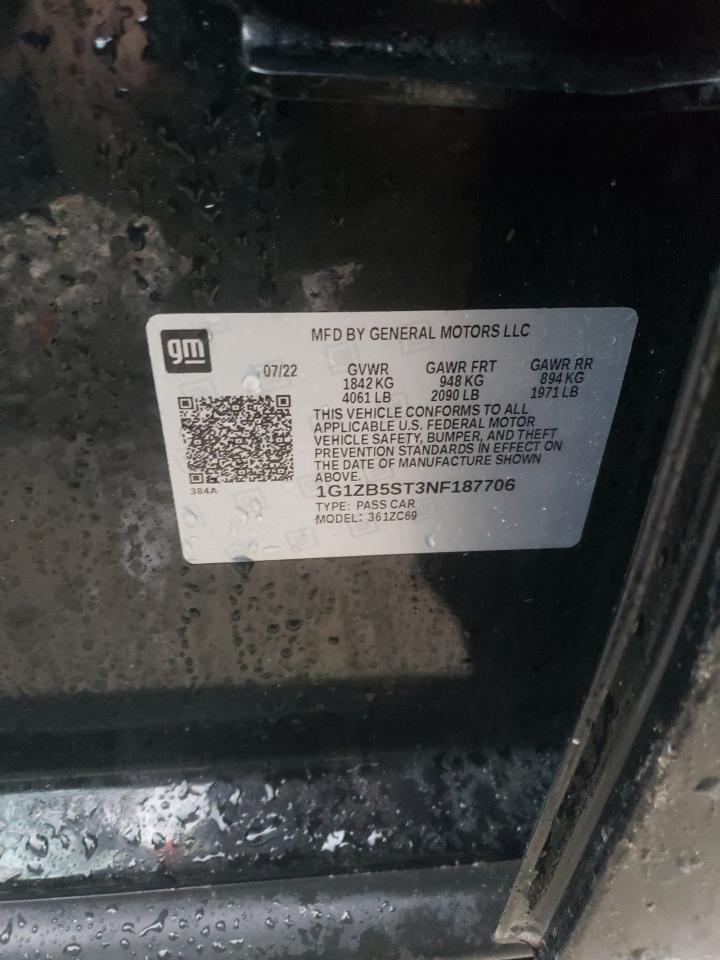 gm
MFD BY GENERAL MOTORS LLC
07/22 GVWR GAWR FRT GAWR RR
1842 KG 948 KG 894 KG
4061 LB 2090 LB 1971 LB
THIS VEHICLE CONFORMS TO ALL
APPLICABLE U.S. FEDERAL MOTOR
VEHICLE SAFETY, BUMPER, AND THEFT
PREVENTION STANDARDS IN EFFECT ON
THE DATE OF MANUFACTURE SHOWN
ABOVE.
384A
1G1ZB5ST3NF187706
TYPE: PASS CAR
MODEL: 361ZC69